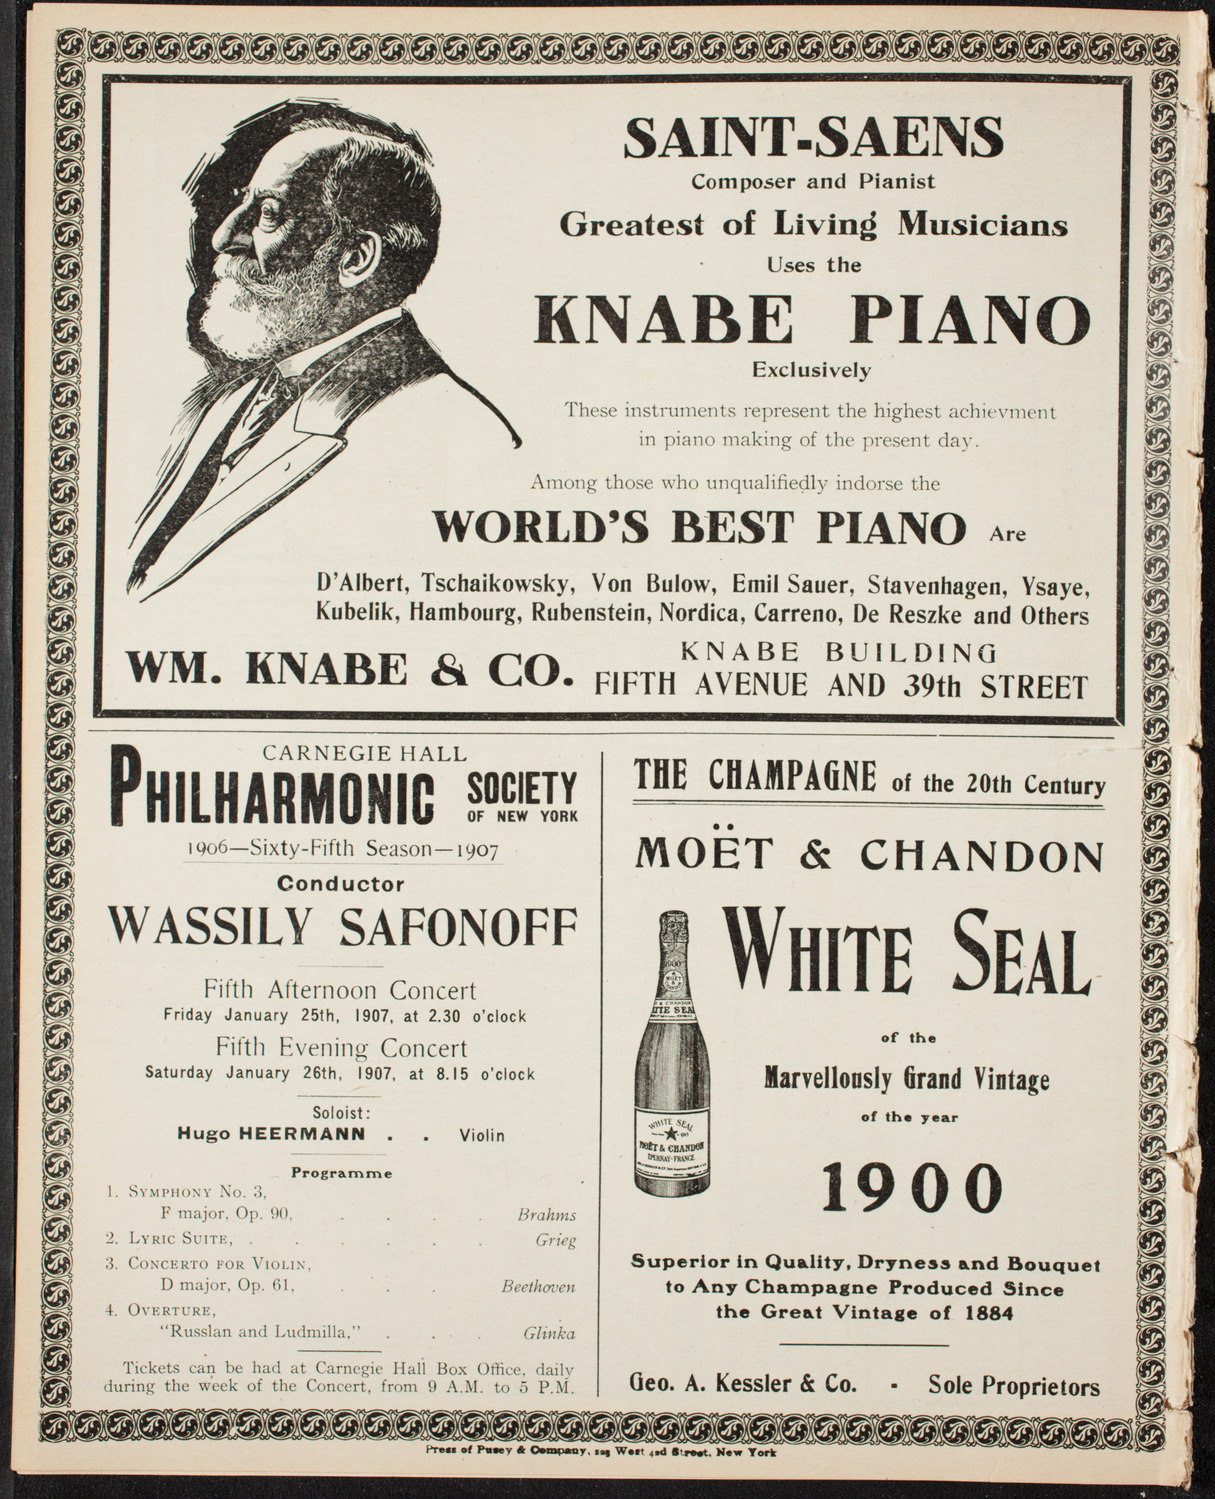 SAINT-SAENS
Composer and Pianist
Greatest of Living Musicians
Uses the
KNABE PIANO
Exclusively
These instruments represent the highest achievment
in piano making of the present day.
Among those who unqualifiedly indorse the
WORLD'S BEST PIANO Are
D'Albert, Tschaikowsky, Von Bulow, Emil Sauer, Stavenhagen, Ysaye,
Kubelik, Hambourg, Rubenstein, Nordica, Carreno, De Reszke and Others
WM. KNABE & CO.
KNABE BUILDING
FIFTH AVENUE AND 39th STREET
CARNEGIE HALL
PHILHARMONIC SOCIETY
OF NEW YORK
1906—Sixty-Fifth Season—1907
Conductor
WASSILY SAFONOFF
Fifth Afternoon Concert
Friday January 25th, 1907, at 2.30 o'clock
Fifth Evening Concert
Saturday January 26th, 1907, at 8.15 o'clock
Soloist:
Hugo HEERMANN . . Violin
Programme
1. SYMPHONY NO. 3,
F major, Op. 90, . . . . Brahms
2. LYRIC SUITE, . . . . . . Grieg
3. CONCERTO FOR VIOLIN,
D major, Op. 61, . . . Beethoven
4. OVERTURE,
"Russlan and Ludmilla," . . . Glinka
Tickets can be had at Carnegie Hall Box Office, daily
during the week of the Concert, from 9 A.M. to 5 P.M.
THE CHAMPAGNE of the 20th Century
MOËT & CHANDON
WHITE SEAL
of the
Marvellously Grand Vintage
of the year
1900
1900
MOËT
& CHANDON
TE SEA
WHITE SEAL
MOËT & CHANDON
EPERNAY-FRANCE
Superior in Quality, Dryness and Bouquet
to Any Champagne Produced Since
the Great Vintage of 1884
Geo. A. Kessler & Co. - Sole Proprietors
Press of Pusey & Company, West Street, New York